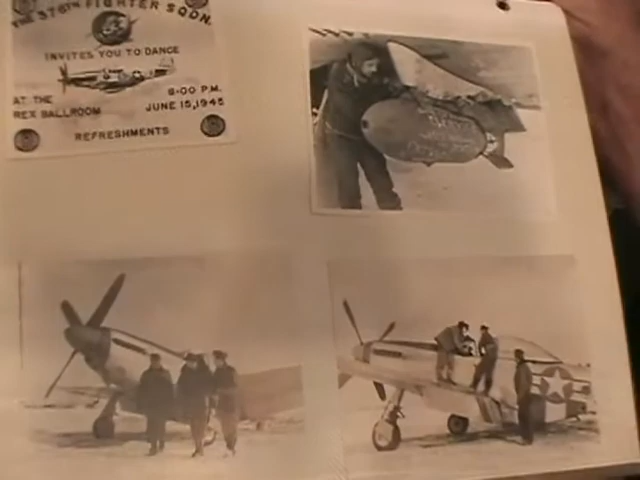 THE 376TH FIGHTER SQDN.
INVITES YOU TO DANCE
AT THE
REX BALLROOM
8:00 P.M.
JUNE 15, 1945
REFRESHMENTS